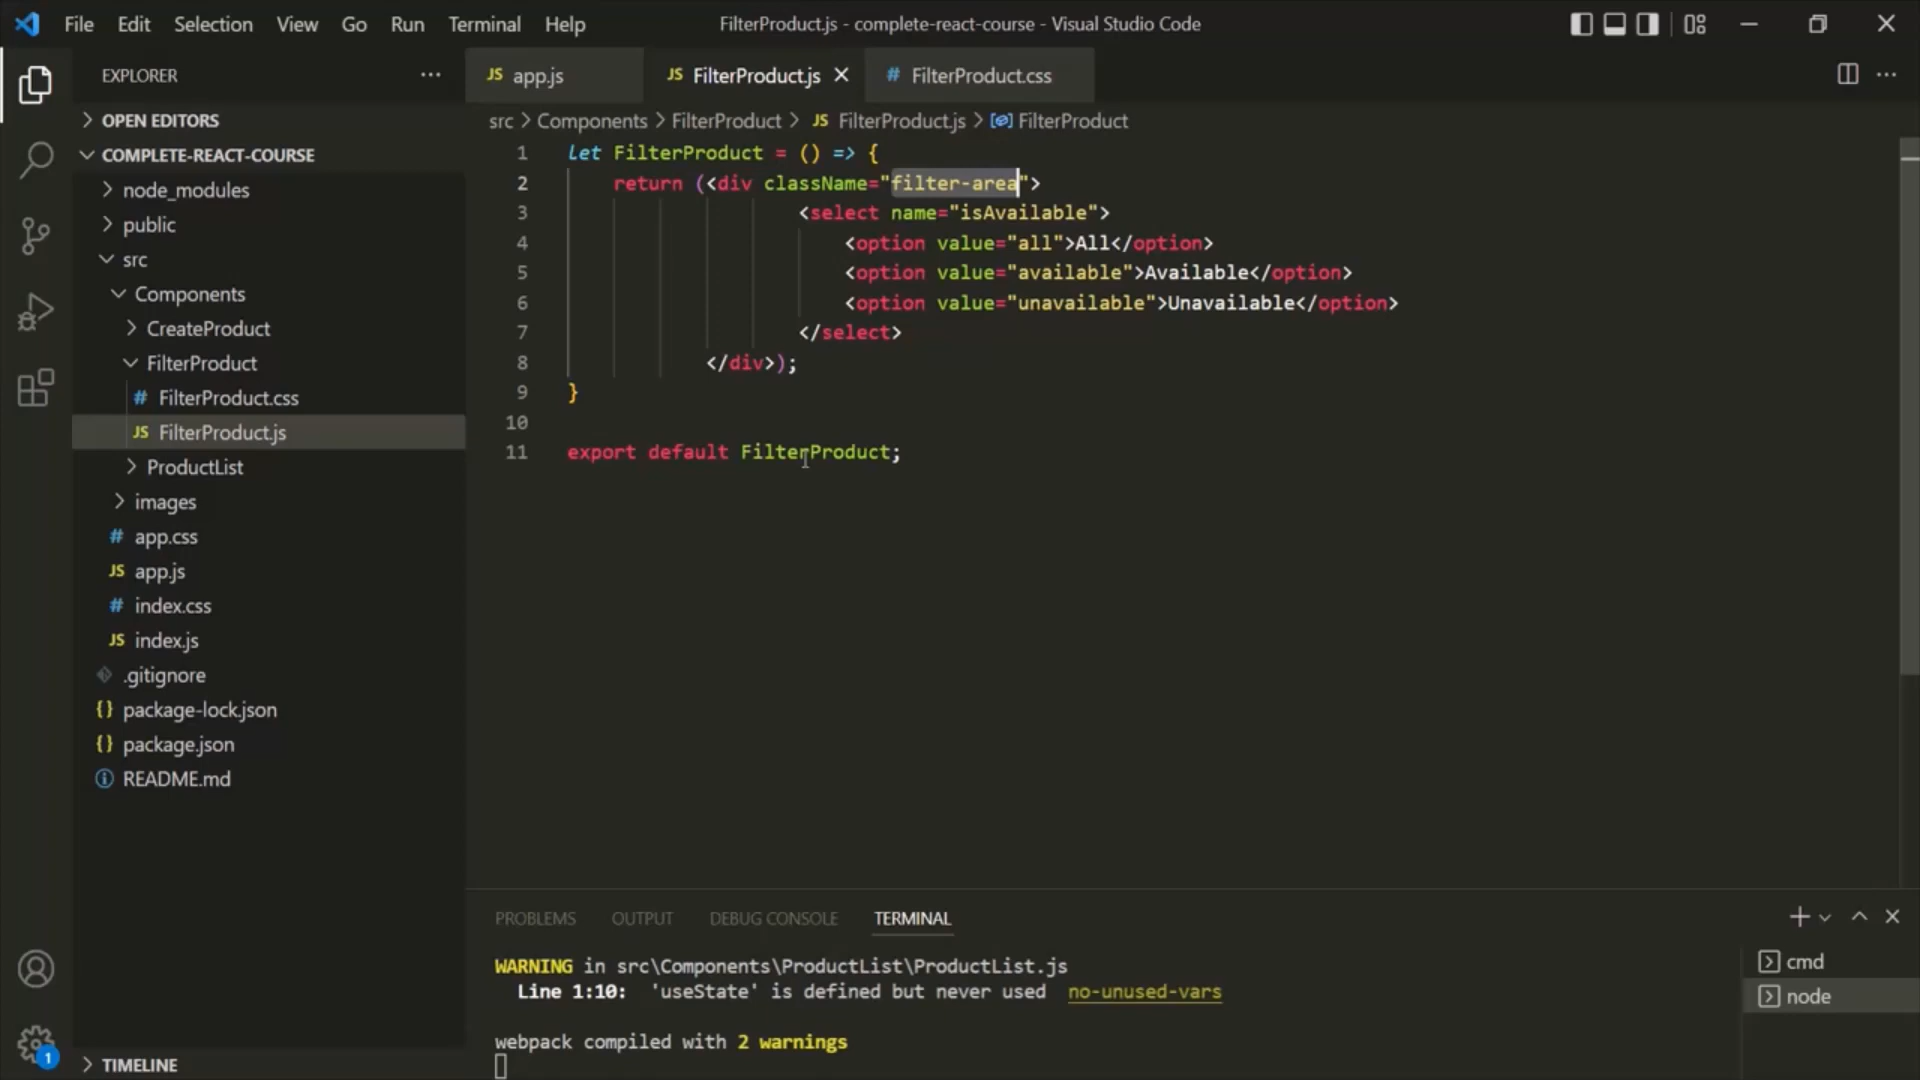 File Edit Selection View Go Run Terminal Help
FilterProduct.js - complete-react-course - Visual Studio Code
EXPLORER
OPEN EDITORS
COMPLETE-REACT-COURSE
node_modules
public
src
Components
CreateProduct
FilterProduct
# FilterProduct.css
JS FilterProduct.js
ProductList
images
# app.css
JS app.js
# index.css
JS index.js
.gitignore
{} package-lock.json
{} package.json
README.md
TIMELINE
1
JS app.js
JS FilterProduct.js
# FilterProduct.css
src > Components > FilterProduct > JS FilterProduct.js > FilterProduct
1 let FilterProduct = () => {
2 return (<div className="filter-area">
3 <select name="isAvailable">
4 <option value="all">All</option>
5 <option value="available">Available</option>
6 <option value="unavailable">Unavailable</option>
7 </select>
8 </div>);
9 }
10
11 export default FilterProduct;
PROBLEMS OUTPUT DEBUG CONSOLE TERMINAL
WARNING in src\Components\ProductList\ProductList.js
Line 1:10: 'useState' is defined but never used no-unused-vars
webpack compiled with 2 warnings
cmd
node